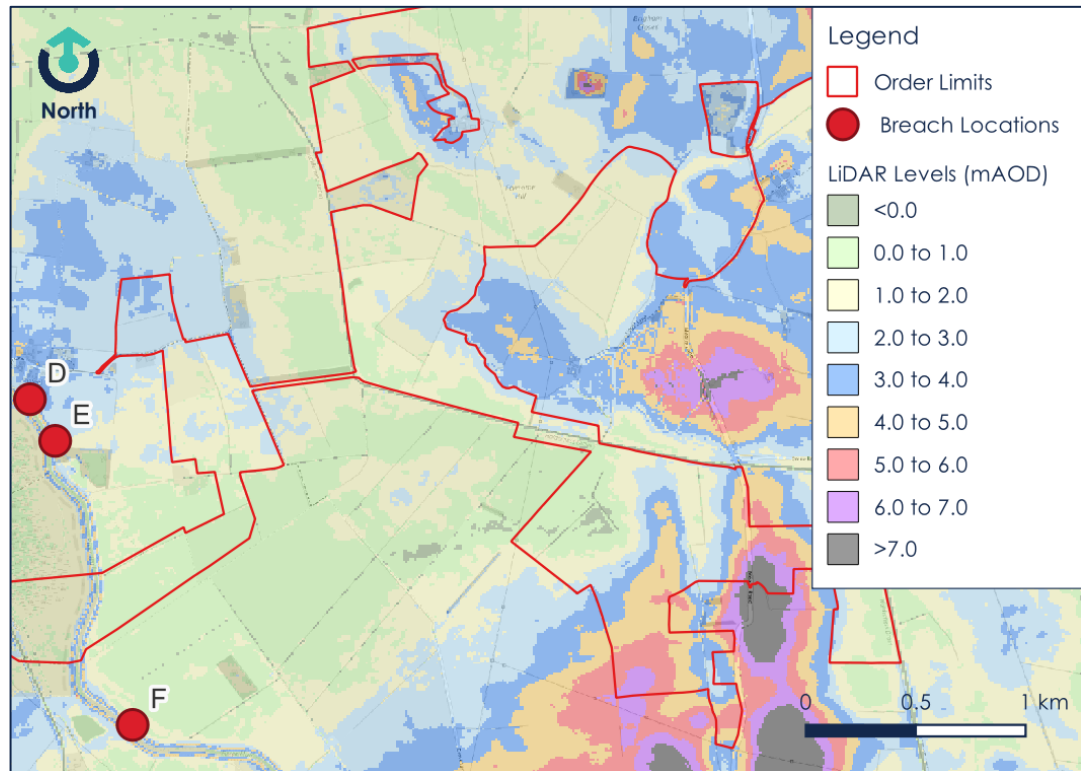 North
Legend
Order Limits
Breach Locations
LiDAR Levels (mAOD)
<0.0
0.0 to 1.0
1.0 to 2.0
2.0 to 3.0
3.0 to 4.0
4.0 to 5.0
5.0 to 6.0
6.0 to 7.0
>7.0
D
E
F
0 0.5 1 km